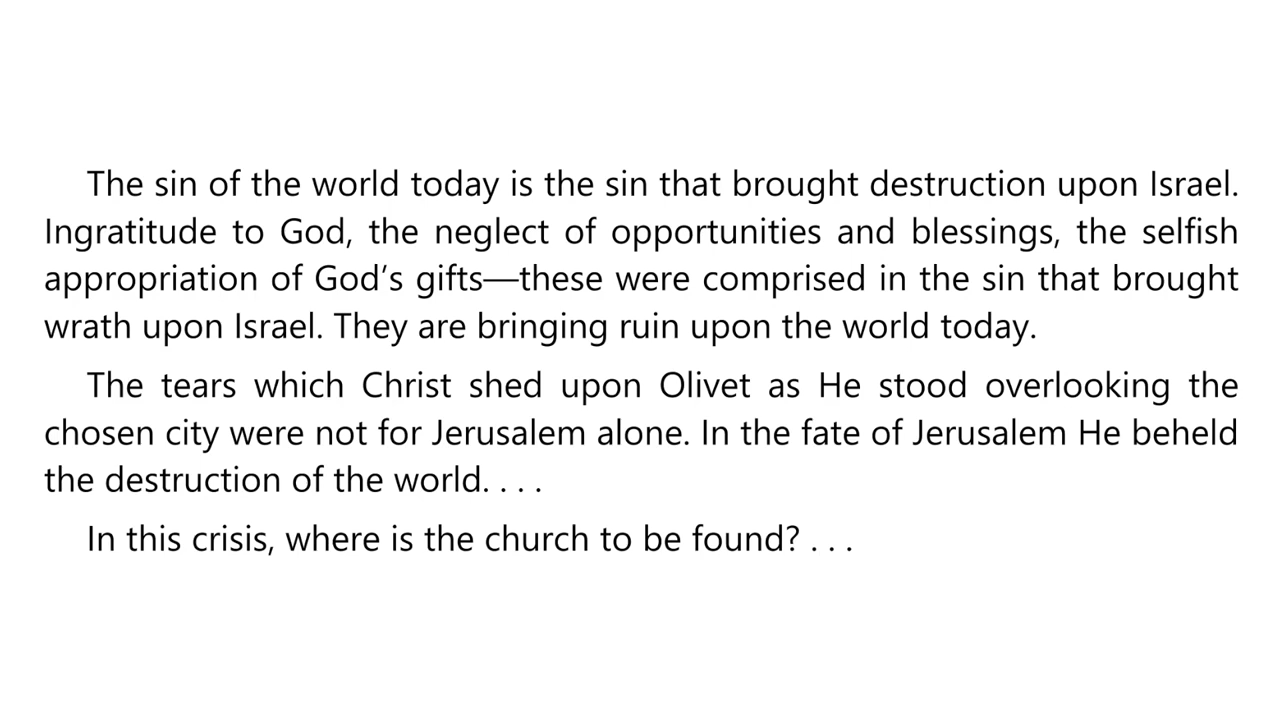 The sin of the world today is the sin that brought destruction upon Israel.
Ingratitude to God, the neglect of opportunities and blessings, the selfish
appropriation of God’s gifts—these were comprised in the sin that brought
wrath upon Israel. They are bringing ruin upon the world today.
The tears which Christ shed upon Olivet as He stood overlooking the
chosen city were not for Jerusalem alone. In the fate of Jerusalem He beheld
the destruction of the world. . . .
In this crisis, where is the church to be found? . . .